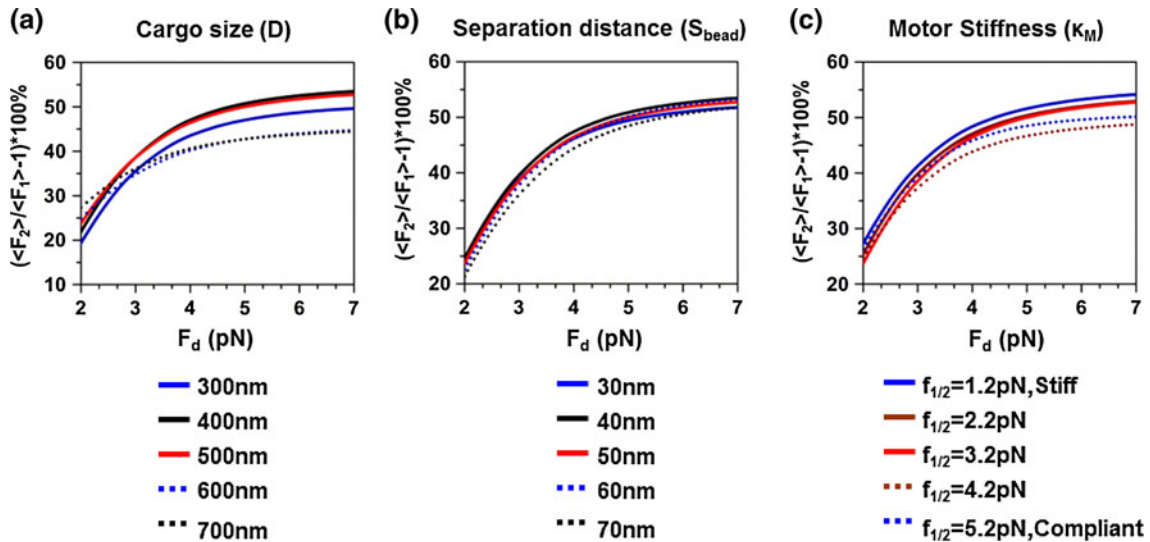 (a) Cargo size (D)
(<F2>/<F1>-1)*100%
60
50
40
30
20
10
2 3 4 5 6 7
Fd (pN)
300nm
400nm
500nm
600nm
700nm
(b) Separation distance (Sbead)
(<F2>/<F1>-1)*100%
60
50
40
30
20
2 3 4 5 6 7
Fd (pN)
30nm
40nm
50nm
60nm
70nm
(c) Motor Stiffness (κM)
(<F2>/<F1>-1)*100%
60
50
40
30
20
2 3 4 5 6 7
Fd (pN)
f1/2=1.2pN,Stiff
f1/2=2.2pN
f1/2=3.2pN
f1/2=4.2pN
f1/2=5.2pN,Compliant